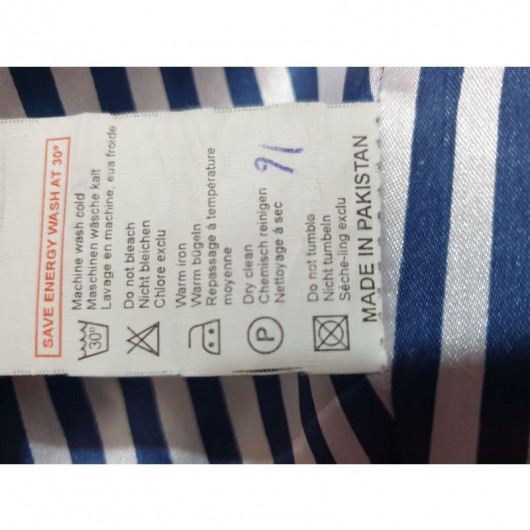 SAVE ENERGY WASH AT 30°
Machine wash cold
Maschinen wäsche kalt
Lavage en machine, eua froide
30°
Do not bleach
Nicht bleichen
Chlore exclu
Warm iron
Warm bügeln
Repassage á température
moyenne
Dry clean
Chemisch reinigen
Nettoyage á sec
P
Do not tumble
Nicht tumbeln
Séche-ling exclu
MADE IN PAKISTAN